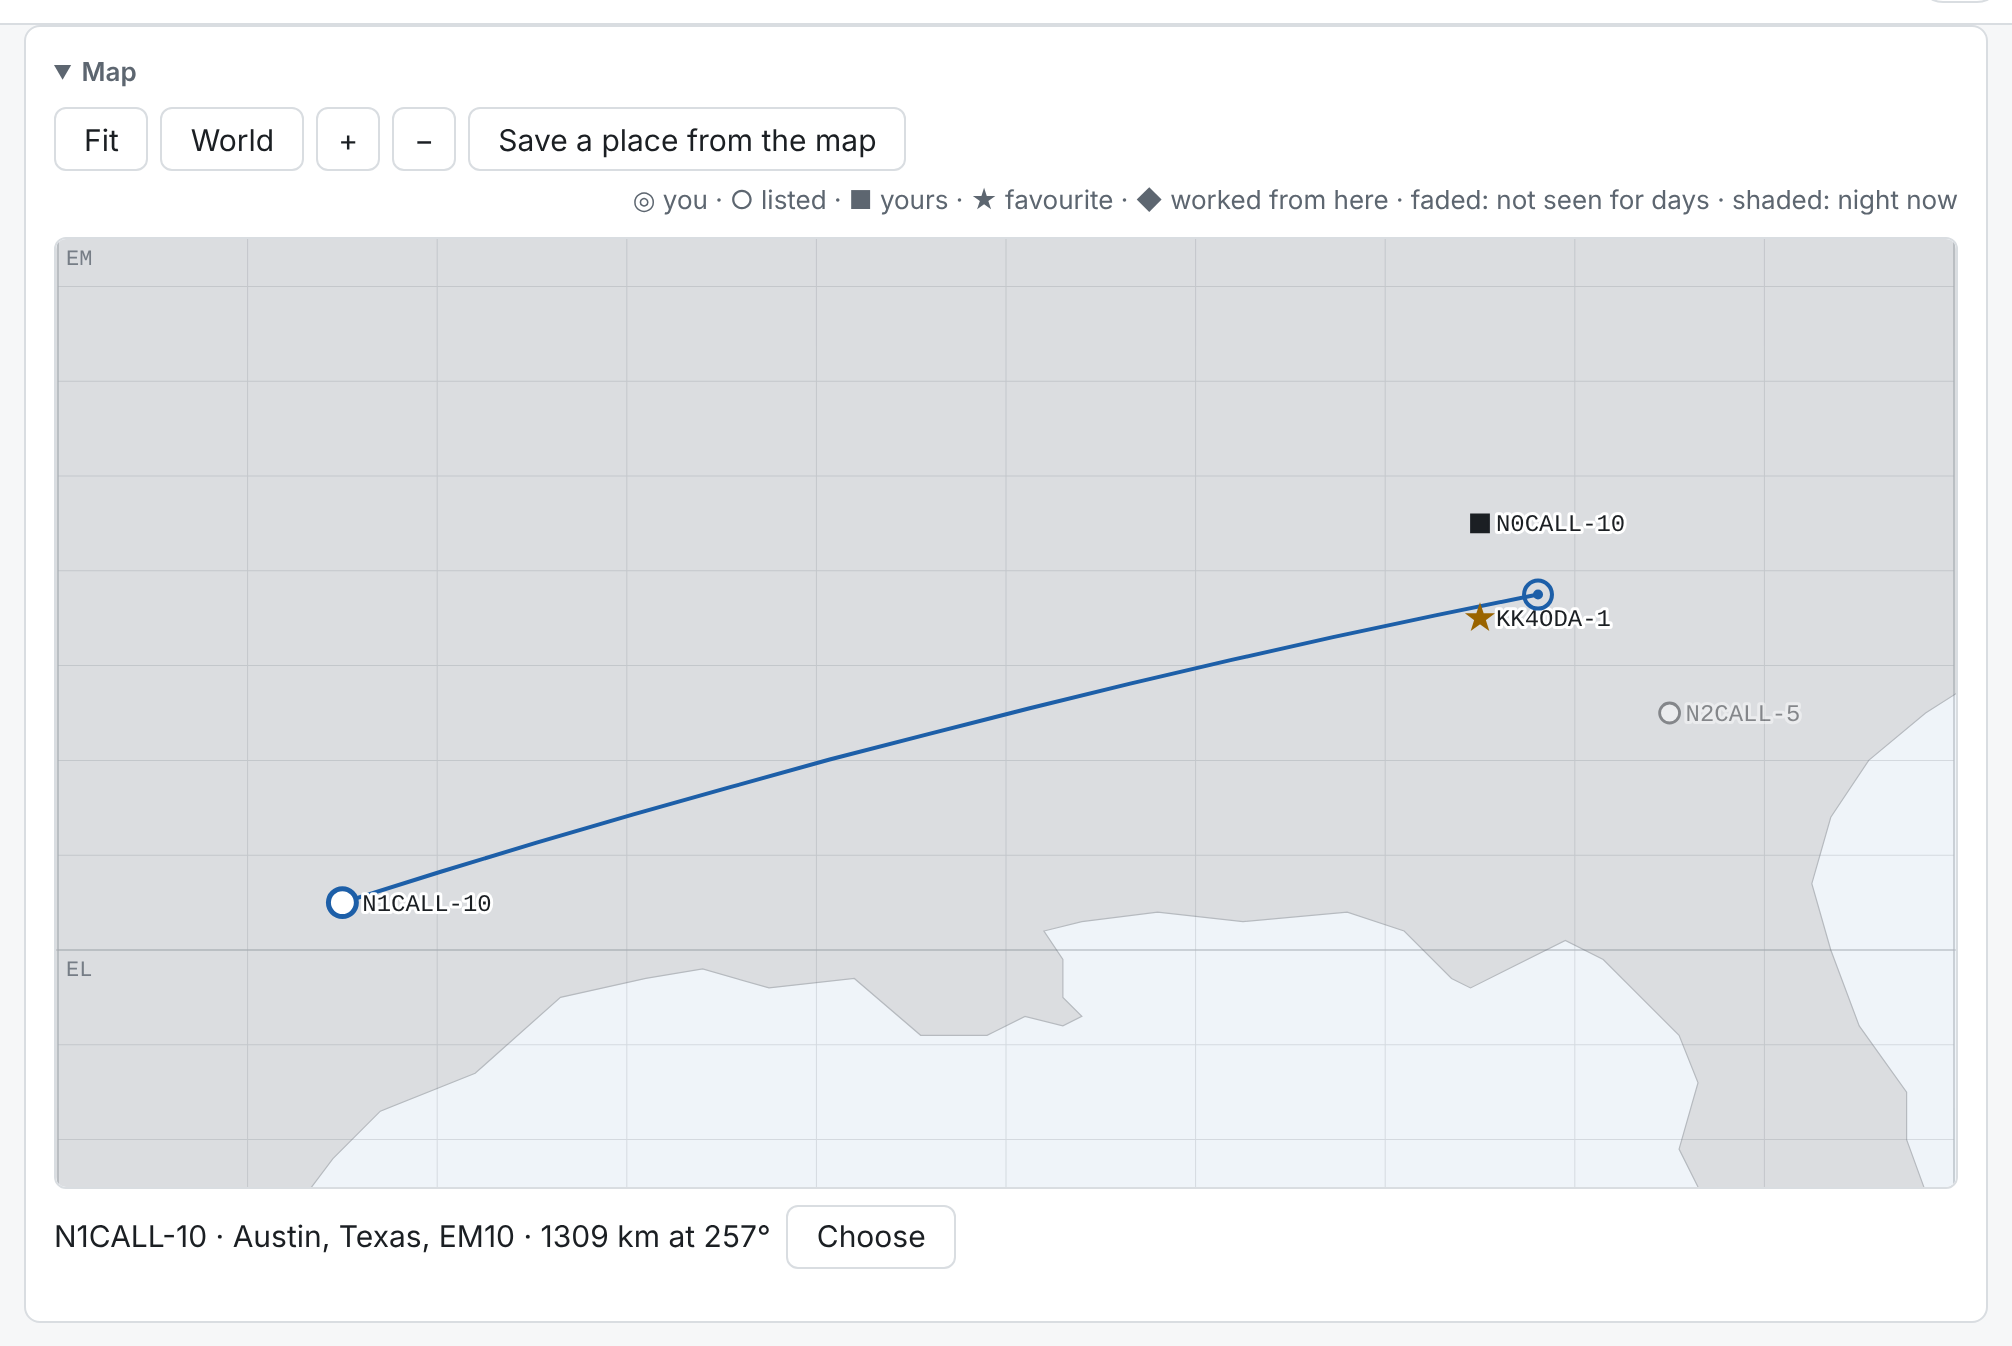 ▼ Map
Fit World + − Save a place from the map
◎ you · ○ listed · ■ yours · ★ favourite · ◆ worked from here · faded: not seen for days · shaded: night now
EM
N0CALL-10
KK4ODA-1
N2CALL-5
N1CALL-10
EL
N1CALL-10 · Austin, Texas, EM10 · 1309 km at 257° Choose